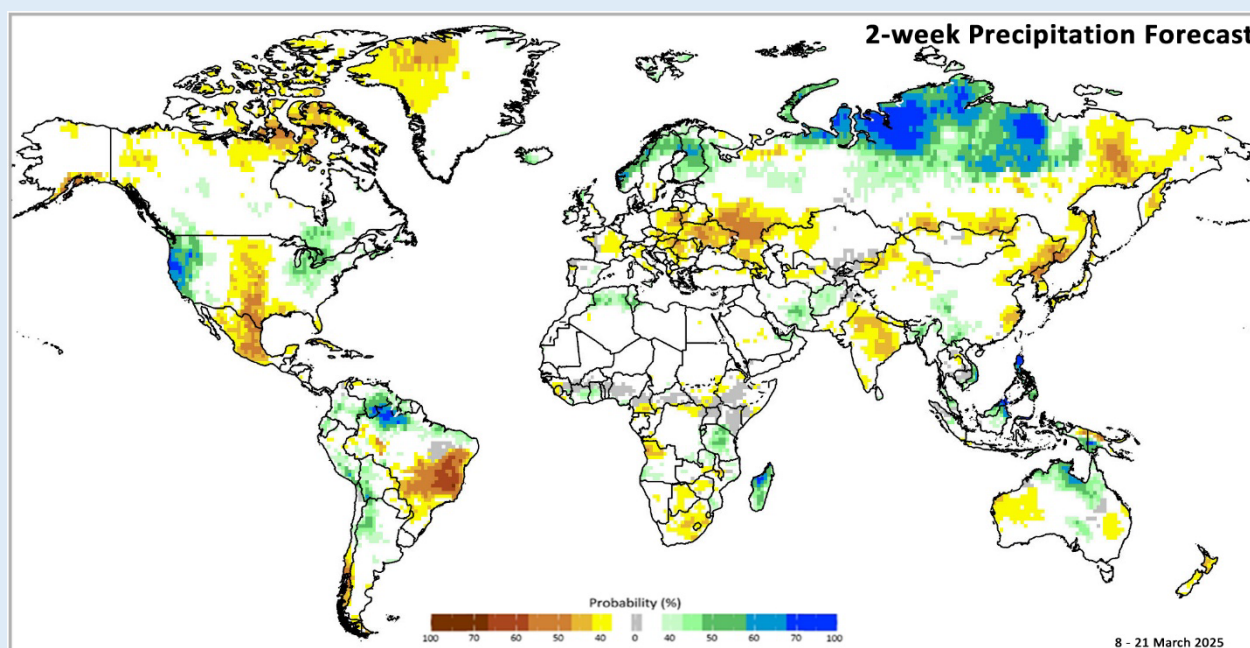 2-week Precipitation Forecast
Probability (%)
100 70 60 50 40 0 40 50 60 70 100
8 - 21 March 2025